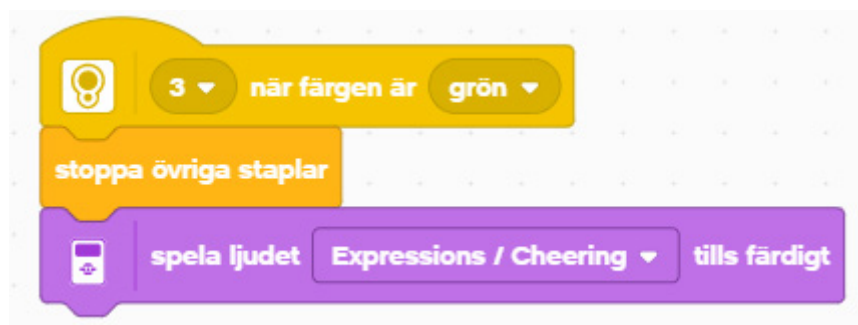 3 när färgen är grön
stoppa övriga staplar
spela ljudet Expressions / Cheering tills färdigt